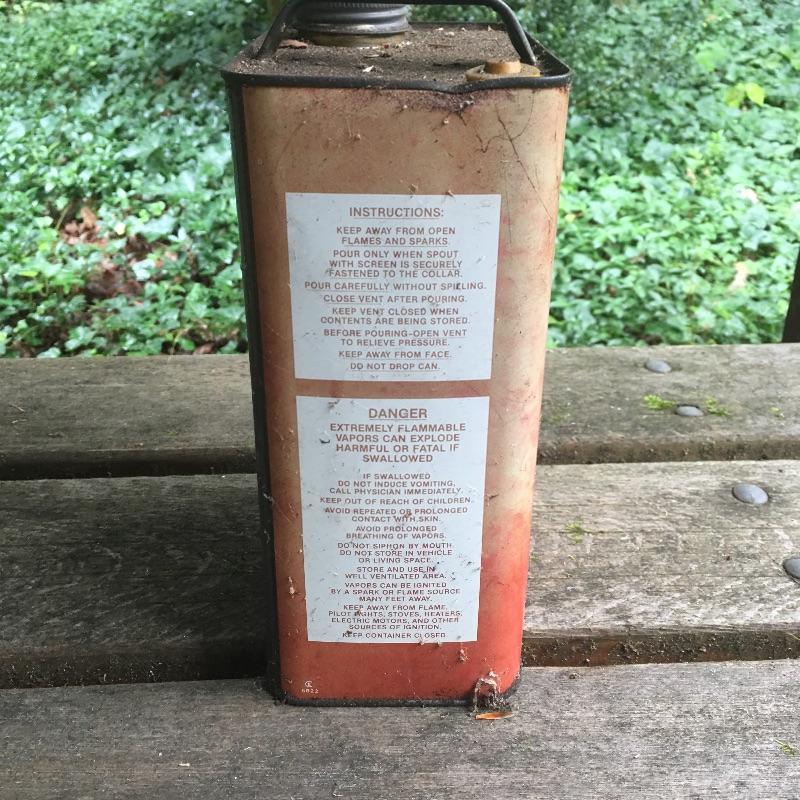 INSTRUCTIONS:
KEEP AWAY FROM OPEN
FLAMES AND SPARKS.
POUR ONLY WHEN SPOUT
WITH SCREEN IS SECURELY
FASTENED TO THE COLLAR.
POUR CAREFULLY WITHOUT SPILLING.
CLOSE VENT AFTER POURING.
KEEP VENT CLOSED WHEN
CONTENTS ARE BEING STORED.
BEFORE POURING-OPEN VENT
TO RELIEVE PRESSURE.
KEEP AWAY FROM FACE.
DO NOT DROP CAN.
DANGER
EXTREMELY FLAMMABLE
VAPORS CAN EXPLODE
HARMFUL OR FATAL IF
SWALLOWED
IF SWALLOWED
DO NOT INDUCE VOMITING,
CALL PHYSICIAN IMMEDIATELY.
KEEP OUT OF REACH OF CHILDREN.
AVOID REPEATED OR PROLONGED
CONTACT WITH SKIN.
AVOID PROLONGED
BREATHING OF VAPORS.
DO NOT SIPHON BY MOUTH.
DO NOT STORE IN VEHICLE
OR LIVING SPACE.
STORE AND USE IN
WELL VENTILATED AREA.
VAPORS CAN BE IGNITED
BY A SPARK OR FLAME SOURCE
MANY FEET AWAY.
KEEP AWAY FROM FLAME,
PILOT LIGHTS, STOVES, HEATERS,
ELECTRIC MOTORS, AND OTHER
SOURCES OF IGNITION.
KEEP CONTAINER CLOSED
6822